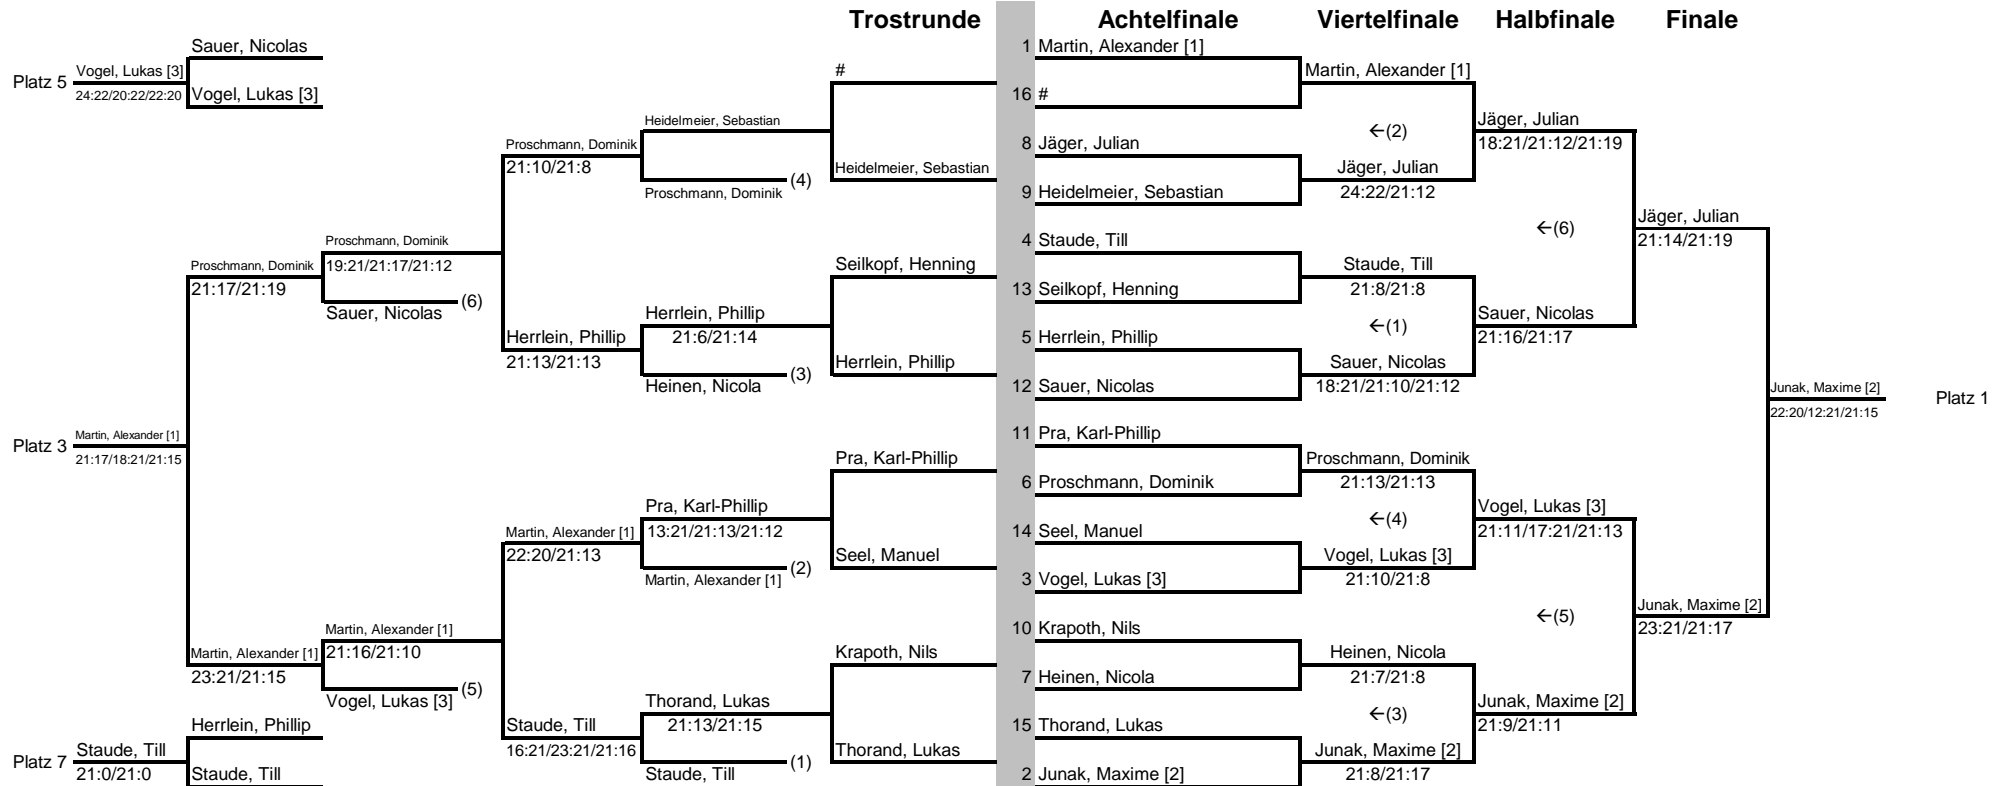 Trostrunde Achtelfinale Viertelfinale Halbfinale Finale
Sauer, Nicolas 1 Martin, Alexander [1]
Platz 5 Vogel, Lukas [3] # Martin, Alexander [1]
24:22/20:22/22:20 Vogel, Lukas [3] 16 #
Heidelmeier, Sebastian Jäger, Julian
Proschmann, Dominik ←(2) 18:21/21:12/21:19
8 Jäger, Julian
21:10/21:8 Heidelmeier, Sebastian Jäger, Julian
(4)
Proschmann, Dominik 9 Heidelmeier, Sebastian 24:22/21:12
Jäger, Julian
Proschmann, Dominik 4 Staude, Till ←(6) 21:14/21:19
Proschmann, Dominik 19:21/21:17/21:12 Seilkopf, Henning Staude, Till
21:17/21:19 (6) 13 Seilkopf, Henning 21:8/21:8
Sauer, Nicolas Herrlein, Phillip Sauer, Nicolas
Herrlein, Phillip 21:6/21:14 5 Herrlein, Phillip ←(1) 21:16/21:17
21:13/21:13 Herrlein, Phillip Sauer, Nicolas
Heinen, Nicola (3) 12 Sauer, Nicolas 18:21/21:10/21:12
Junak, Maxime [2] Platz 1
22:20/12:21/21:15
Platz 3 Martin, Alexander [1] 11 Pra, Karl-Phillip
21:17/18:21/21:15 Pra, Karl-Phillip Proschmann, Dominik
6 Proschmann, Dominik 21:13/21:13
Pra, Karl-Phillip Vogel, Lukas [3]
Martin, Alexander [1] 13:21/21:13/21:12 14 Seel, Manuel ←(4) 21:11/17:21/21:13
22:20/21:13 Seel, Manuel Vogel, Lukas [3]
Martin, Alexander [1] (2) 3 Vogel, Lukas [3] 21:10/21:8
Junak, Maxime [2]
Martin, Alexander [1] 10 Krapoth, Nils ←(5) 23:21/21:17
Martin, Alexander [1] 21:16/21:10 Krapoth, Nils Heinen, Nicola
23:21/21:15 (5) 7 Heinen, Nicola 21:7/21:8
Vogel, Lukas [3] Thorand, Lukas Junak, Maxime [2]
Herrlein, Phillip Staude, Till 21:13/21:15 15 Thorand, Lukas ←(3) 21:9/21:11
Platz 7 Staude, Till 16:21/23:21/21:16 Thorand, Lukas Junak, Maxime [2]
21:0/21:0 Staude, Till Staude, Till (1) 2 Junak, Maxime [2] 21:8/21:17